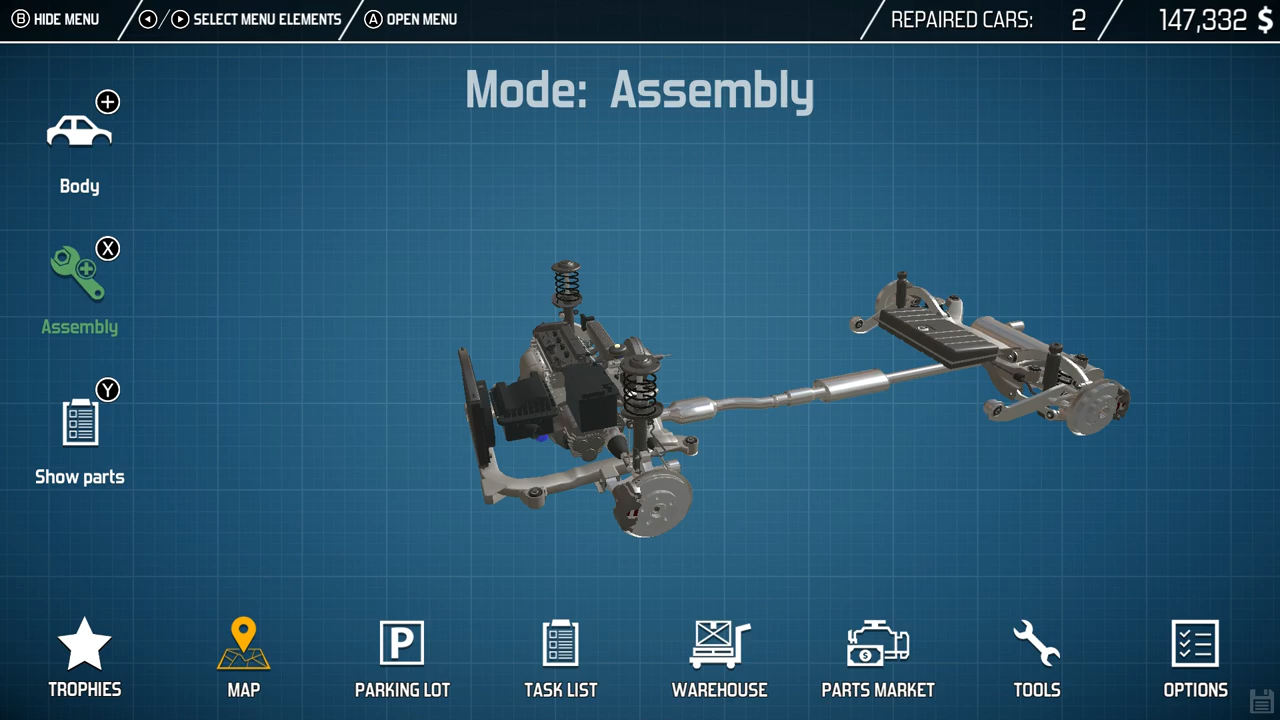 Ⓑ HIDE MENU / SELECT MENU ELEMENTS Ⓐ OPEN MENU REPAIRED CARS: 2 147,332 $
Mode: Assembly
Body
X
Assembly
Y
Show parts
P
TROPHIES MAP PARKING LOT TASK LIST WAREHOUSE PARTS MARKET TOOLS OPTIONS